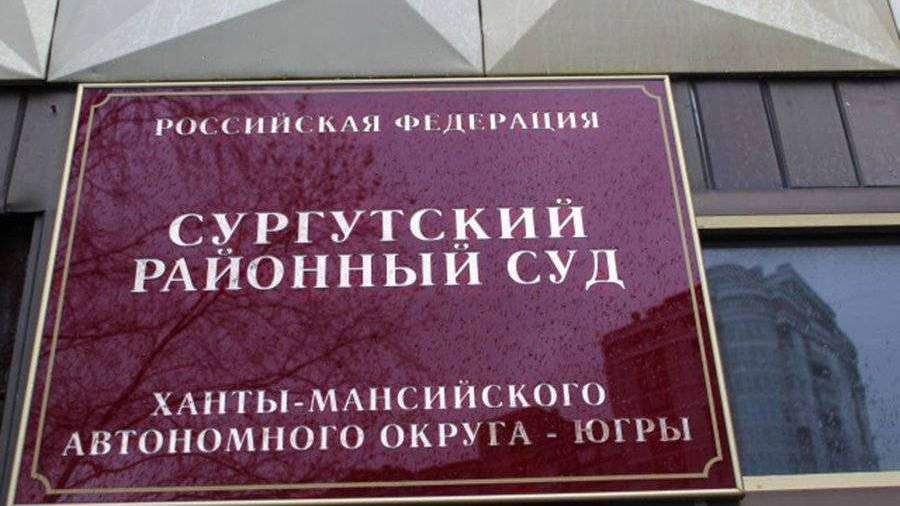 РОССИЙСКАЯ ФЕДЕРАЦИЯ
СУРГУТСКИЙ
РАЙОННЫЙ СУД
ХАНТЫ-МАНСИЙСКОГО
АВТОНОМНОГО ОКРУГА - ЮГРЫ